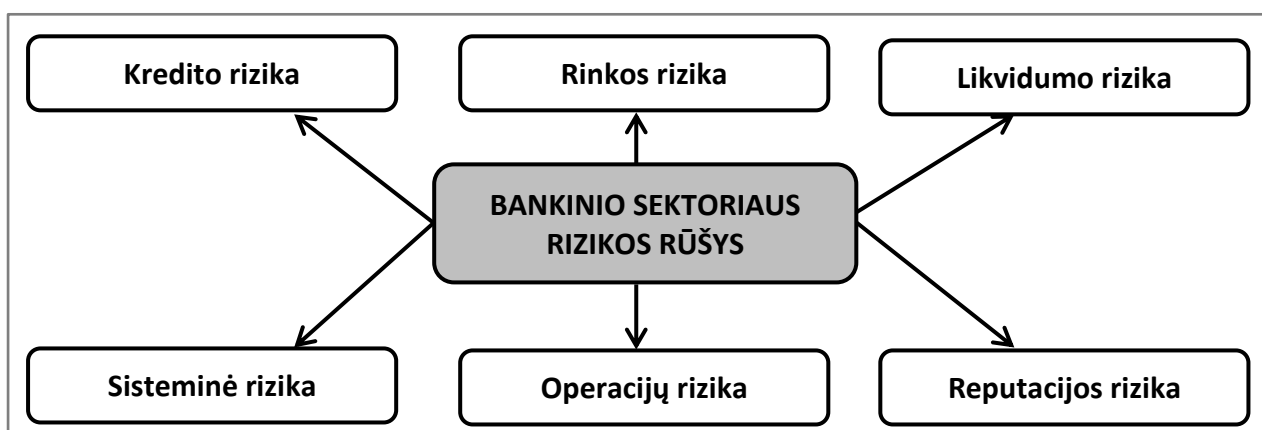 Kredito rizika
Rinkos rizika
Likvidumo rizika
BANKINIO SEKTORIAUS
RIZIKOS RŪŠYS
Sisteminė rizika
Operacijų rizika
Reputacijos rizika